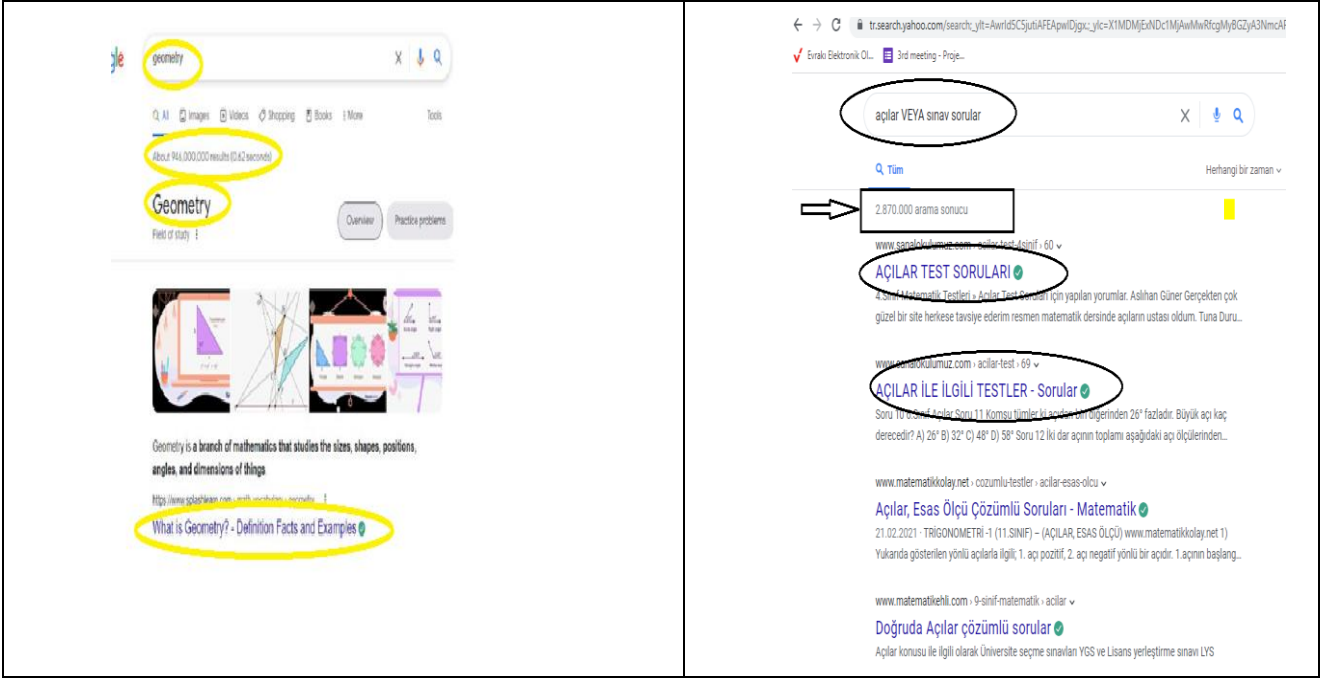 gle
geometry
All Images Videos Shopping Books More Tools
About 946,000,000 results (0.62 seconds)
Geometry
Field of study
Overview
Practice problems
Geometry is a branch of mathematics that studies the sizes, shapes, positions,
angles, and dimensions of things
https://www.splashlearn.com › math-vocabulary › geometry
What is Geometry? - Definition Facts and Examples
tr.search.yahoo.com/search;_ylt=
Evrakı Elektronik Ol... 3rd meeting - Proje...
açılar VEYA sınav sorular
Tüm Herhangi bir zaman
2.870.000 arama sonucu
www.sanalokulumuz.com › acilar-test-4sinif › 60
AÇILAR TEST SORULARI
4.Sınıf Matematik Testleri » Açılar Test Soruları için yapılan yorumlar. Aslıhan Güner Gerçekten çok
güzel bir site herkese tavsiye ederim resmen matematik dersinde açıların ustası oldum. Tuna Duru...
www.sanalokulumuz.com › acilar-test › 69
AÇILAR İLE İLGİLİ TESTLER - Sorular
Soru 10 6.Sınıf Açılar Soru 11 Komşu tümler iki açıdan biri diğerinden 26° fazladır. Büyük açı kaç
derecedir? A) 26° B) 32° C) 48° D) 58° Soru 12 İki dar açının toplamı aşağıdaki açı ölçülerinden...
www.matematikkolay.net › cozumlu-testler › acilar-esas-olcu
Açılar, Esas Ölçü Çözümlü Soruları - Matematik
21.02.2021 · TRİGONOMETRİ -1 (11.SINIF) – (AÇILAR, ESAS ÖLÇÜ) www.matematikkolay.net 1)
Yukarıda gösterilen yönlü açılarla ilgili; 1. açı pozitif, 2. açı negatif yönlü bir açıdır. 1.açının başlang...
www.matematikehli.com › 9-sinif-matematik › acilar
Doğruda Açılar çözümlü sorular
Açılar konusu ile ilgili olarak Üniversite seçme sınavları YGS ve Lisans yerleştirme sınavı LYS